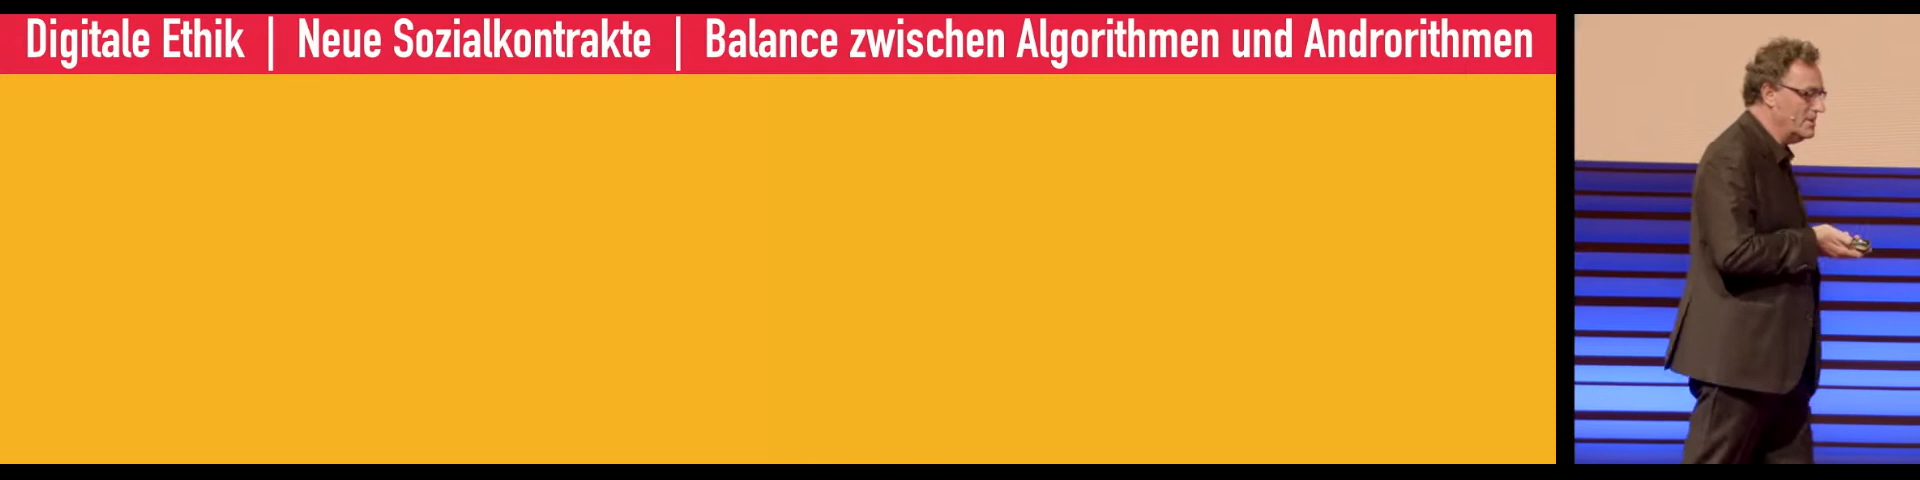 Digitale Ethik | Neue Sozialkontrakte | Balance zwischen Algorithmen und Androrithmen